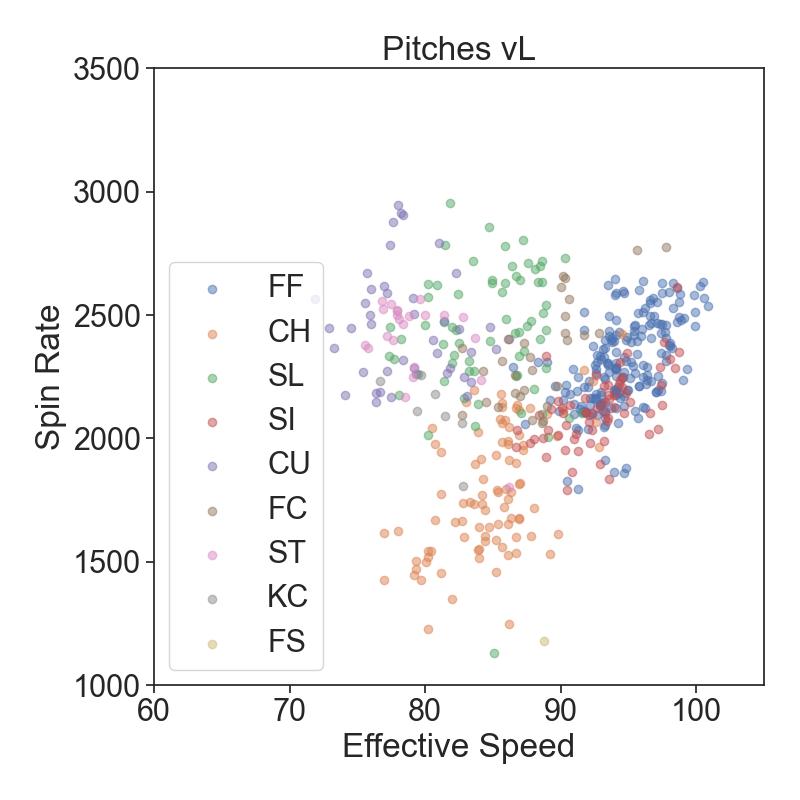 Pitches vL
3500
3000
2500
2000
1500
1000
Spin Rate
FF
CH
SL
SI
CU
FC
ST
KC
FS
60
70
80
90
100
Effective Speed